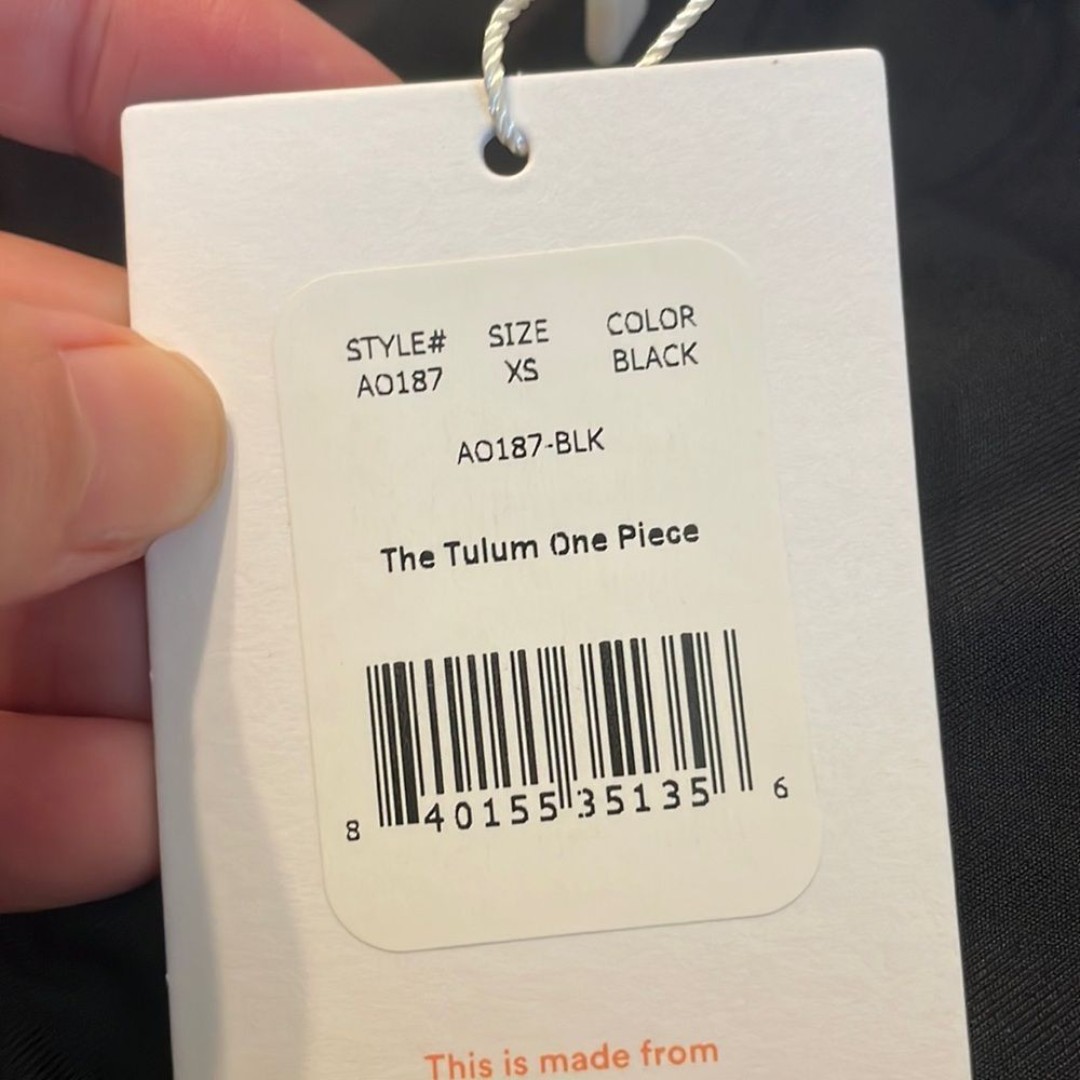 STYLE# SIZE COLOR
AO187 XS BLACK
AO187-BLK
The Tulum One Piece
8 40155 35135 6
This is made from